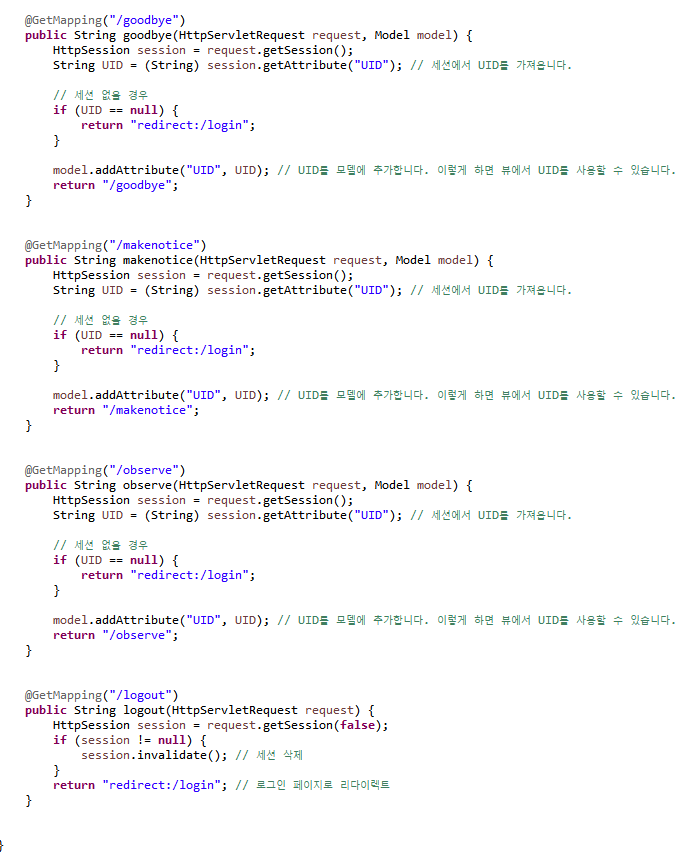 @GetMapping("/goodbye")
public String goodbye(HttpServletRequest request, Model model) {
HttpSession session = request.getSession();
String UID = (String) session.getAttribute("UID"); // 세션에서 UID를 가져옵니다.
// 세션 없을 경우
if (UID == null) {
return "redirect:/login";
}
model.addAttribute("UID", UID); // UID를 모델에 추가합니다. 이렇게 하면 뷰에서 UID를 사용할 수 있습니다.
return "/goodbye";
}
@GetMapping("/makenotice")
public String makenotice(HttpServletRequest request, Model model) {
HttpSession session = request.getSession();
String UID = (String) session.getAttribute("UID"); // 세션에서 UID를 가져옵니다.
// 세션 없을 경우
if (UID == null) {
return "redirect:/login";
}
model.addAttribute("UID", UID); // UID를 모델에 추가합니다. 이렇게 하면 뷰에서 UID를 사용할 수 있습니다.
return "/makenotice";
}
@GetMapping("/observe")
public String observe(HttpServletRequest request, Model model) {
HttpSession session = request.getSession();
String UID = (String) session.getAttribute("UID"); // 세션에서 UID를 가져옵니다.
// 세션 없을 경우
if (UID == null) {
return "redirect:/login";
}
model.addAttribute("UID", UID); // UID를 모델에 추가합니다. 이렇게 하면 뷰에서 UID를 사용할 수 있습니다.
return "/observe";
}
@GetMapping("/logout")
public String logout(HttpServletRequest request) {
HttpSession session = request.getSession(false);
if (session != null) {
session.invalidate(); // 세션 삭제
}
return "redirect:/login"; // 로그인 페이지로 리다이렉트
}
}